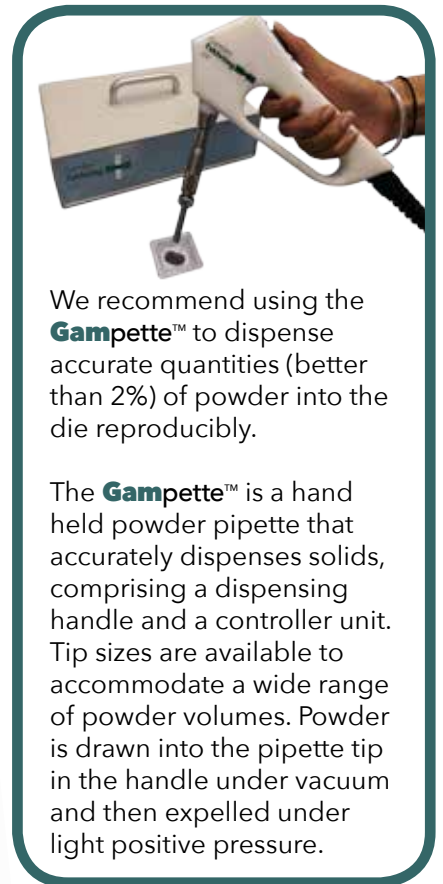 We recommend using the
Gampette™ to dispense
accurate quantities (better
than 2%) of powder into the
die reproducibly.
The Gampette™ is a hand
held powder pipette that
accurately dispenses solids,
comprising a dispensing
handle and a controller unit.
Tip sizes are available to
accommodate a wide range
of powder volumes. Powder
is drawn into the pipette tip
in the handle under vacuum
and then expelled under
light positive pressure.